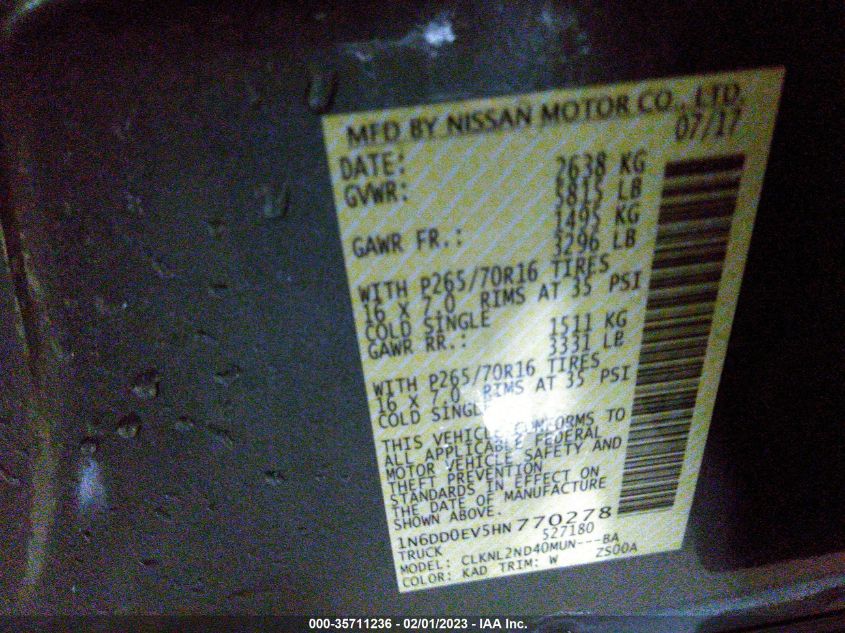 MFD BY NISSAN MOTOR CO., LTD.
DATE: 07/17
GVWR: 2638 KG
5815 LB
GAWR FR.: 1495 KG
3296 LB
WITH P265/70R16 TIRES
16 X 7.0 RIMS AT 35 PSI
COLD SINGLE
GAWR RR.: 1511 KG
3331 LB
WITH P265/70R16 TIRES
16 X 7.0 RIMS AT 35 PSI
COLD SINGLE
THIS VEHICLE CONFORMS TO
ALL APPLICABLE FEDERAL
MOTOR VEHICLE SAFETY AND
THEFT PREVENTION
STANDARDS IN EFFECT ON
THE DATE OF MANUFACTURE
SHOWN ABOVE.
1N6DD0EV5HN770278
TRUCK 527180
MODEL: CLKNL2ND40MUN---BA
COLOR: KAD TRIM: W ZS00A
000-35711236 - 02/01/2023 - IAA Inc.